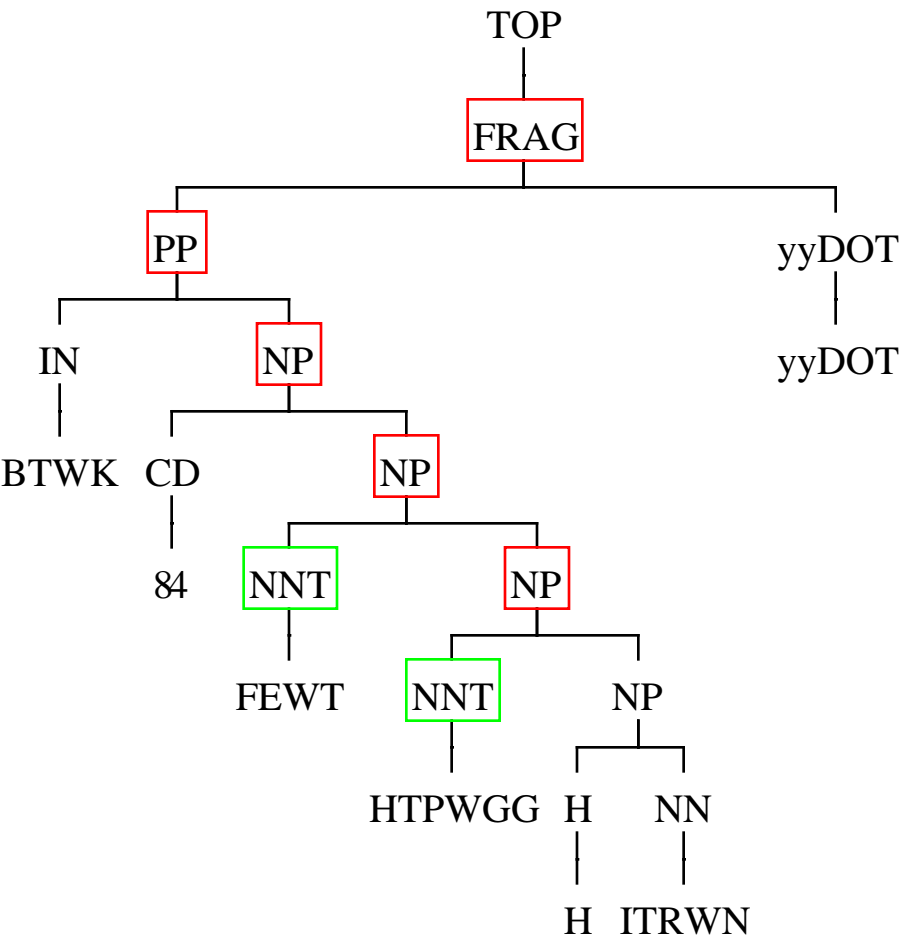 TOP
FRAG
PP yyDOT
IN NP yyDOT
BTWK CD NP
84 NNT NP
FEWT NNT NP
HTPWGG H NN
H ITRWN